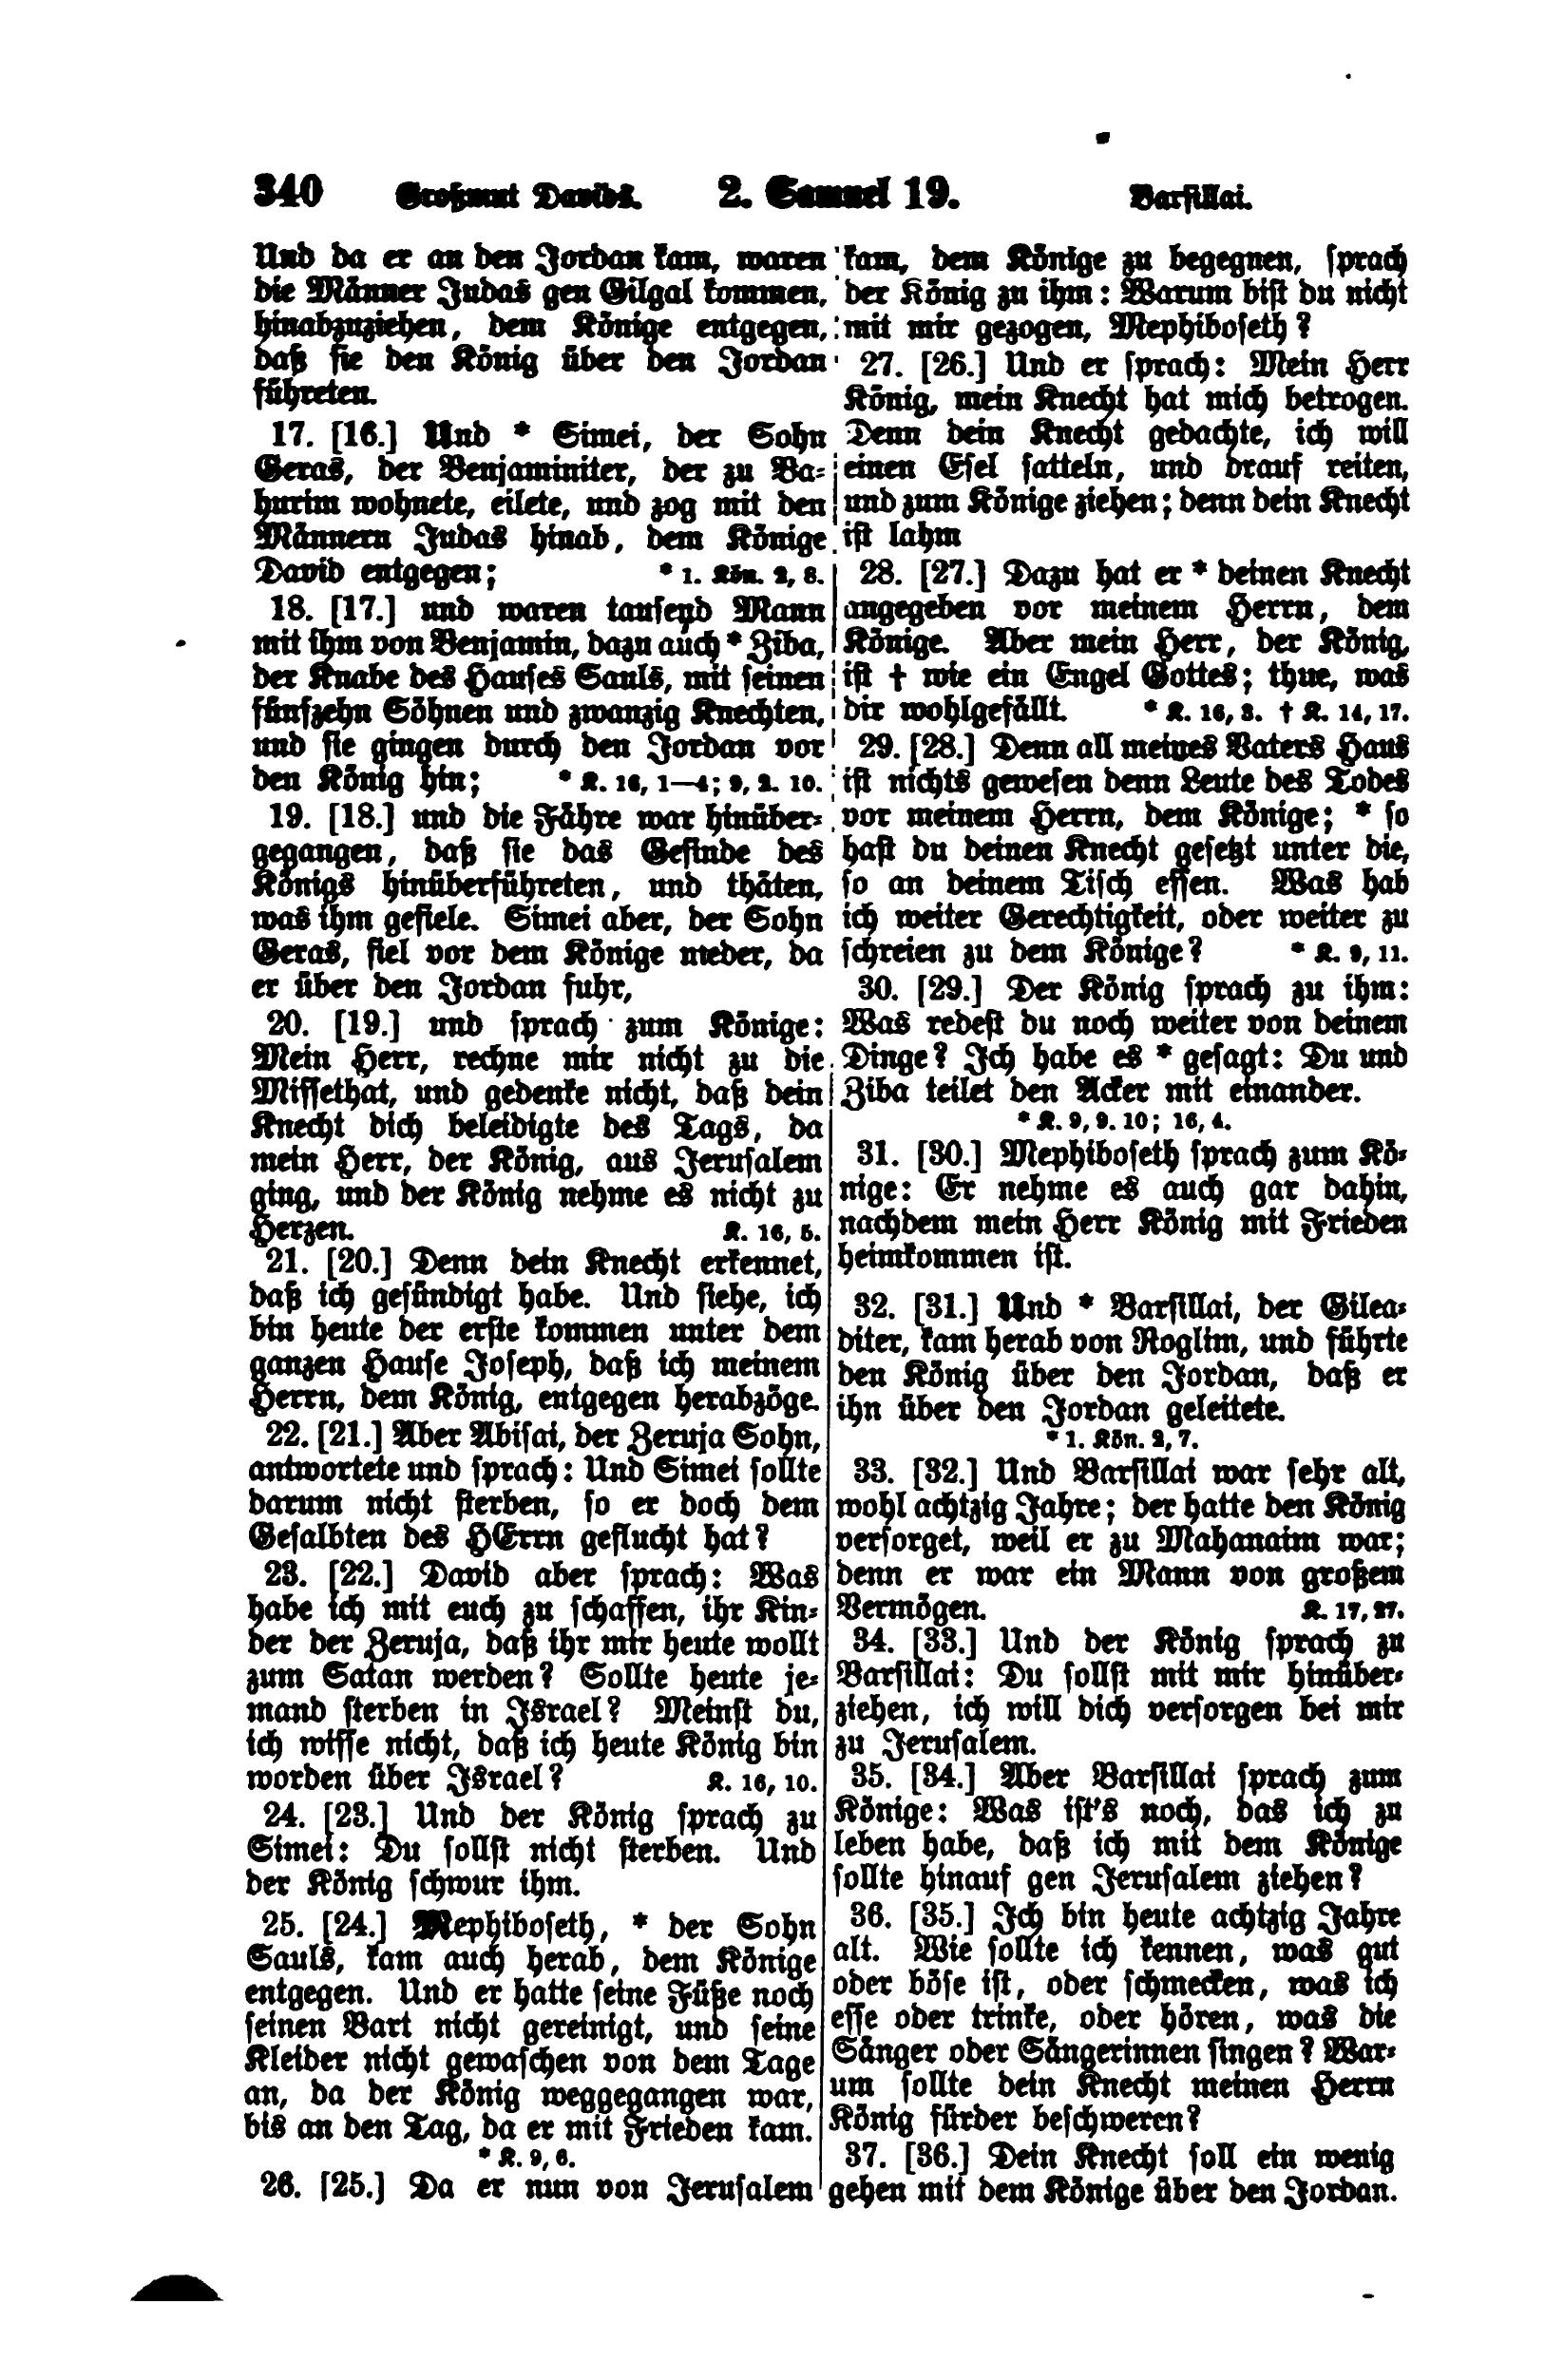 340 Großmut Davids. 2. Samuel 19. Barsillai.
Und da er an den Jordan kam, waren
die Männer Judas gen Gilgal kommen,
hinabzuziehen, dem Könige entgegen,
daß sie den König über den Jordan
führeten.
17. [16.] Und * Simei, der Sohn
Geras, der Benjaminiter, der zu Ba-
hurim wohnete, eilete, und zog mit den
Männern Judas hinab, dem Könige
David entgegen; * 1. Kön. 2, 8.
18. [17.] und waren tausend Mann
mit ihm von Benjamin, dazu auch * Ziba,
der Knabe des Hauses Sauls, mit seinen
fünfzehn Söhnen und zwanzig Knechten,
und sie gingen durch den Jordan vor
den König hin; * K. 16, 1—4; 9, 2. 10.
19. [18.] und die Fähre war hinüber-
gegangen, daß sie das Gesinde des
Königs hinüberführeten, und thäten,
was ihm gefiele. Simei aber, der Sohn
Geras, fiel vor dem Könige nieder, da
er über den Jordan fuhr,
20. [19.] und sprach zum Könige:
Mein Herr, rechne mir nicht zu die
Missethat, und gedenke nicht, daß dein
Knecht dich beleidigte des Tags, da
mein Herr, der König, aus Jerusalem
ging, und der König nehme es nicht zu
Herzen. K. 16, 5.
21. [20.] Denn dein Knecht erkennet,
daß ich gesündigt habe. Und siehe, ich
bin heute der erste kommen unter dem
ganzen Hause Joseph, daß ich meinem
Herrn, dem König, entgegen herabzöge.
22. [21.] Aber Abisai, der Zeruja Sohn,
antwortete und sprach: Und Simei sollte
darum nicht sterben, so er doch dem
Gesalbten des HErrn geflucht hat?
23. [22.] David aber sprach: Was
habe ich mit euch zu schaffen, ihr Kin-
der der Zeruja, daß ihr mir heute wollt
zum Satan werden? Sollte heute je-
mand sterben in Israel? Meinst du,
ich wisse nicht, daß ich heute König bin
worden über Israel? K. 16, 10.
24. [23.] Und der König sprach zu
Simei: Du sollst nicht sterben. Und
der König schwur ihm.
25. [24.] Mephiboseth, * der Sohn
Sauls, kam auch herab, dem Könige
entgegen. Und er hatte seine Füße noch
seinen Bart nicht gereinigt, und seine
Kleider nicht gewaschen von dem Tage
an, da der König weggegangen war,
bis an den Tag, da er mit Frieden kam.
* K. 9, 6.
26. [25.] Da er nun von Jerusalem
kam, dem Könige zu begegnen, sprach
der König zu ihm: Warum bist du nicht
mit mir gezogen, Mephiboseth?
27. [26.] Und er sprach: Mein Herr
König, mein Knecht hat mich betrogen.
Denn dein Knecht gedachte, ich will
einen Esel satteln, und drauf reiten,
und zum Könige ziehen; denn dein Knecht
ist lahm
28. [27.] Dazu hat er * deinen Knecht
angegeben vor meinem Herrn, dem
Könige. Aber mein Herr, der König,
ist † wie ein Engel Gottes; thue, was
dir wohlgefällt. * K. 16, 3. † K. 14, 17.
29. [28.] Denn all meines Vaters Haus
ist nichts gewesen denn Leute des Todes
vor meinem Herrn, dem Könige; * so
hast du deinen Knecht gesetzt unter die,
so an deinem Tisch essen. Was hab
ich weiter Gerechtigkeit, oder weiter zu
schreien zu dem Könige? * K. 9, 11.
30. [29.] Der König sprach zu ihm:
Was redest du noch weiter von deinem
Dinge? Ich habe es * gesagt: Du und
Ziba teilet den Acker mit einander.
* K. 9, 9. 10; 16, 4.
31. [30.] Mephiboseth sprach zum Kö-
nige: Er nehme es auch gar dahin,
nachdem mein Herr König mit Frieden
heimkommen ist.
32. [31.] Und * Barsillai, der Gilea-
diter, kam herab von Roglim, und führte
den König über den Jordan, daß er
ihn über den Jordan geleitete.
* 1. Kön. 2, 7.
33. [32.] Und Barsillai war sehr alt,
wohl achtzig Jahre; der hatte den König
versorget, weil er zu Mahanaim war;
denn er war ein Mann von großem
Vermögen. K. 17, 27.
34. [33.] Und der König sprach zu
Barsillai: Du sollst mit mir hinüber-
ziehen, ich will dich versorgen bei mir
zu Jerusalem.
35. [34.] Aber Barsillai sprach zum
Könige: Was ist's noch, das ich zu
leben habe, daß ich mit dem Könige
sollte hinauf gen Jerusalem ziehen?
36. [35.] Ich bin heute achtzig Jahre
alt. Wie sollte ich kennen, was gut
oder böse ist, oder schmecken, was ich
esse oder trinke, oder hören, was die
Sänger oder Sängerinnen singen? War-
um sollte dein Knecht meinen Herrn
König fürder beschweren?
37. [36.] Dein Knecht soll ein wenig
gehen mit dem Könige über den Jordan.